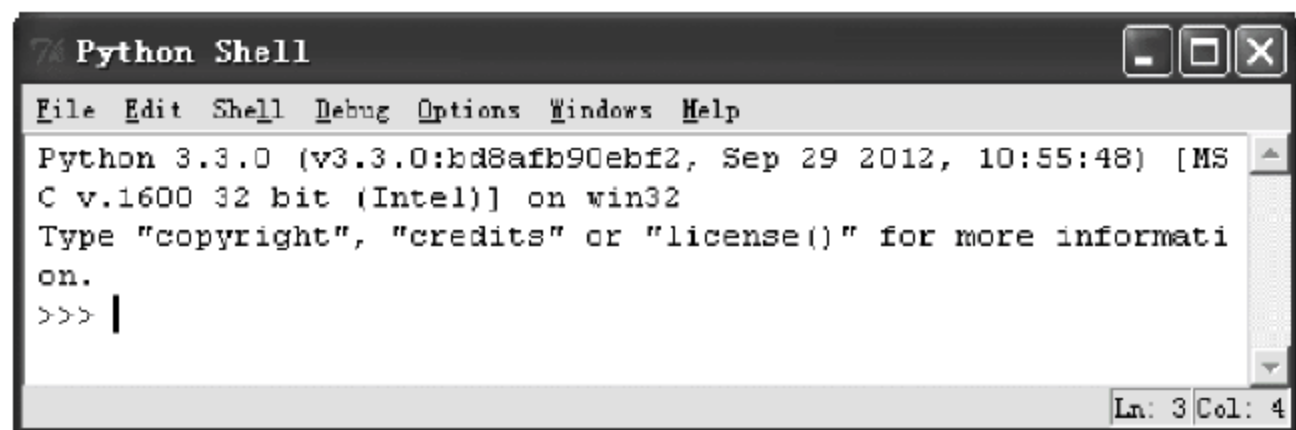 Python Shell
File Edit Shell Debug Options Windows Help
Python 3.3.0 (v3.3.0:bd8afb90ebf2, Sep 29 2012, 10:55:48) [MS
C v.1600 32 bit (Intel)] on win32
Type "copyright", "credits" or "license()" for more informati
on.
>>>
Ln: 3 Col: 4